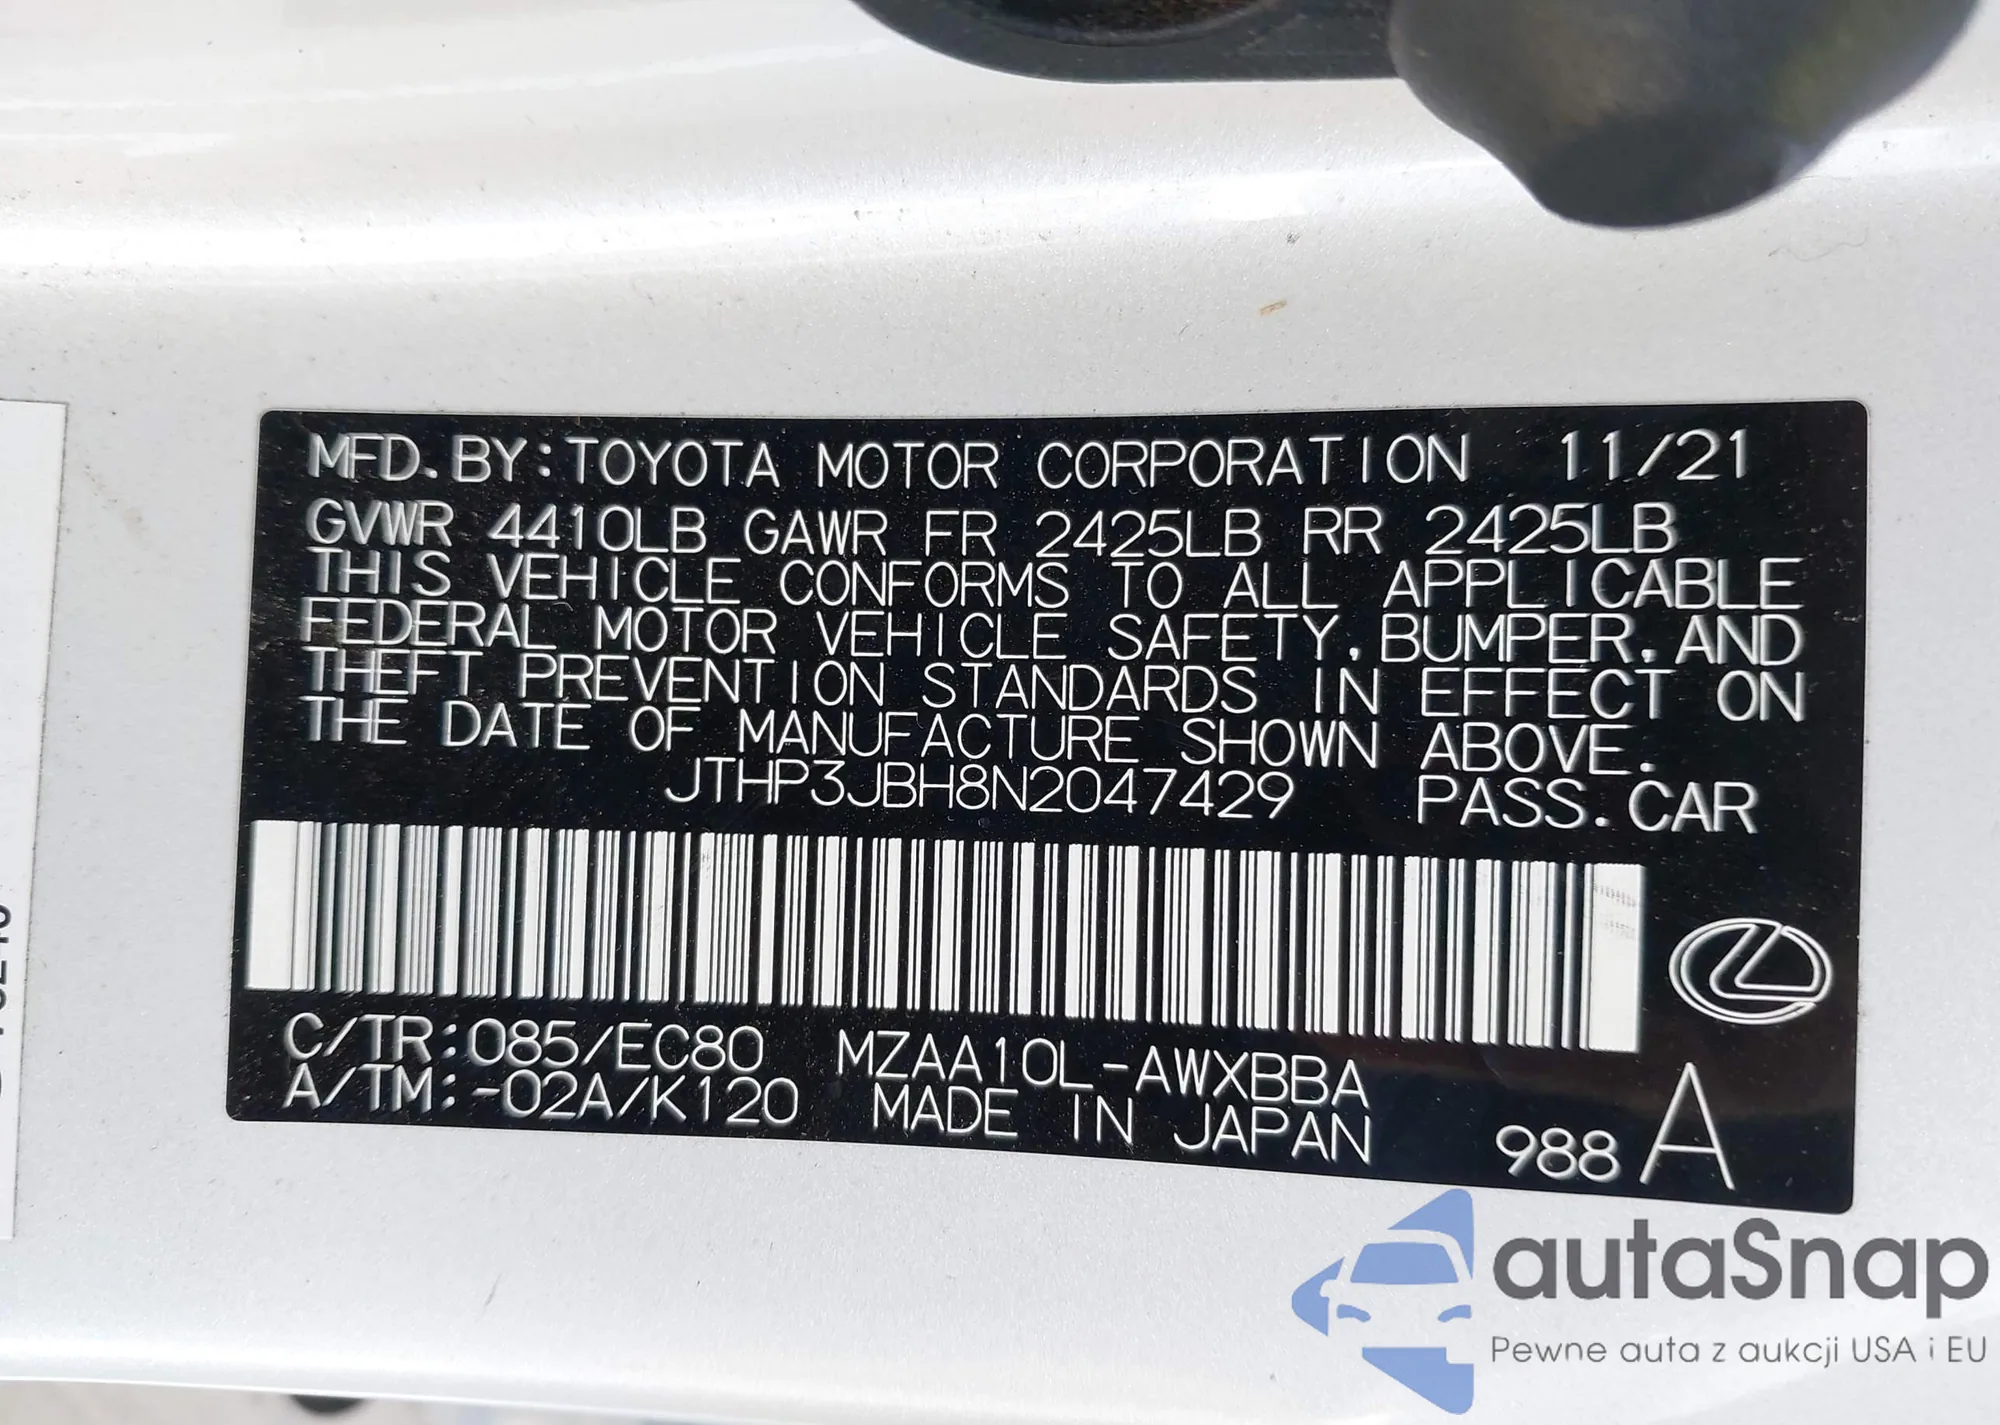 MFD. BY: TOYOTA MOTOR CORPORATION 11/21
GVWR 4410LB GAWR FR 2425LB RR 2425LB
THIS VEHICLE CONFORMS TO ALL APPLICABLE
FEDERAL MOTOR VEHICLE SAFETY, BUMPER, AND
THEFT PREVENTION STANDARDS IN EFFECT ON
THE DATE OF MANUFACTURE SHOWN ABOVE.
JTHP3JBH8N2047429 PASS. CAR
C/TR: 085/EC80 MZAA10L-AWXBBA
A/TM: -02A/K120 MADE IN JAPAN
988 A
autoSnap
Pewne auta z aukcji USA i EU